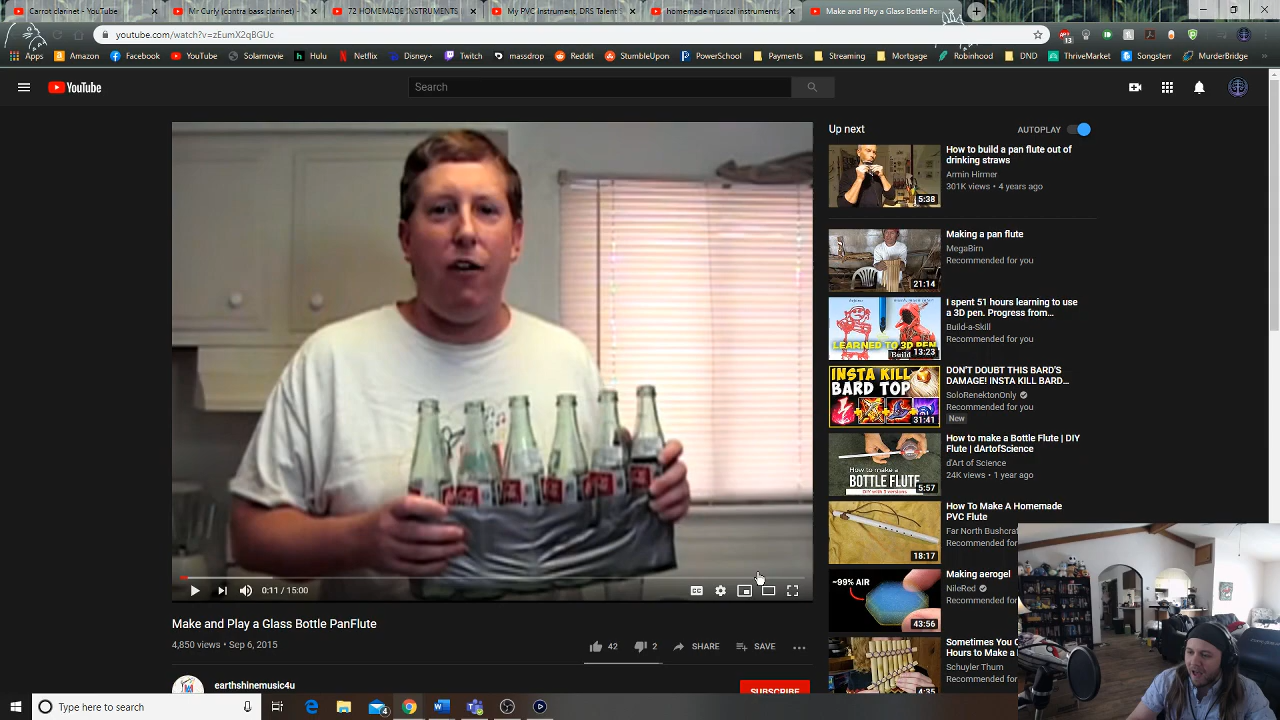 Carrot clarinet - YouTube
Mr Curly (contra bass clarinet) -
72 HOMEMADE INSTRUMENTS
My PVC Instrument, DRS Talent
homemade musical instruments
Make and Play a Glass Bottle Pan
youtube.com/watch?v=zEumX2qBGUc
13
Apps
Amazon
Facebook
YouTube
Solarmovie
Hulu
Netflix
Disney+
Twitch
massdrop
Reddit
StumbleUpon
PowerSchool
Payments
Streaming
Mortgage
Robinhood
DND
ThriveMarket
Songsterr
MurderBridge
YouTube
Search
Up next
AUTOPLAY
How to build a pan flute out of
drinking straws
Armin Hirmer
301K views • 4 years ago
5:38
Making a pan flute
MegaBirn
Recommended for you
21:14
I spent 51 hours learning to use
a 3D pen. Progress from...
Build-a-Skill
Recommended for you
LEARNED TO 3D PEN
Build
13:23
DON'T DOUBT THIS BARD'S
DAMAGE! INSTA KILL BARD...
SoloRenektonOnly
Recommended for you
New
INSTA KILL
BARD TOP
31:41
How to make a Bottle Flute | DIY
Flute | dArtofScience
d'Art of Science
24K views • 1 year ago
How to make a
BOTTLE FLUTE
5:57
How To Make A Homemade
PVC Flute
Far North Bushcra
Recommended for
18:17
Making aerogel
NileRed
Recommended for
~99% AIR
43:56
Sometimes You G
Hours to Make a
Schuyler Thum
Recommended for
4:35
0:11 / 15:00
Make and Play a Glass Bottle PanFlute
4,850 views • Sep 6, 2015
42
2
SHARE
SAVE
earthshinemusic4u
SUBSCRIBE
Type here to search
4